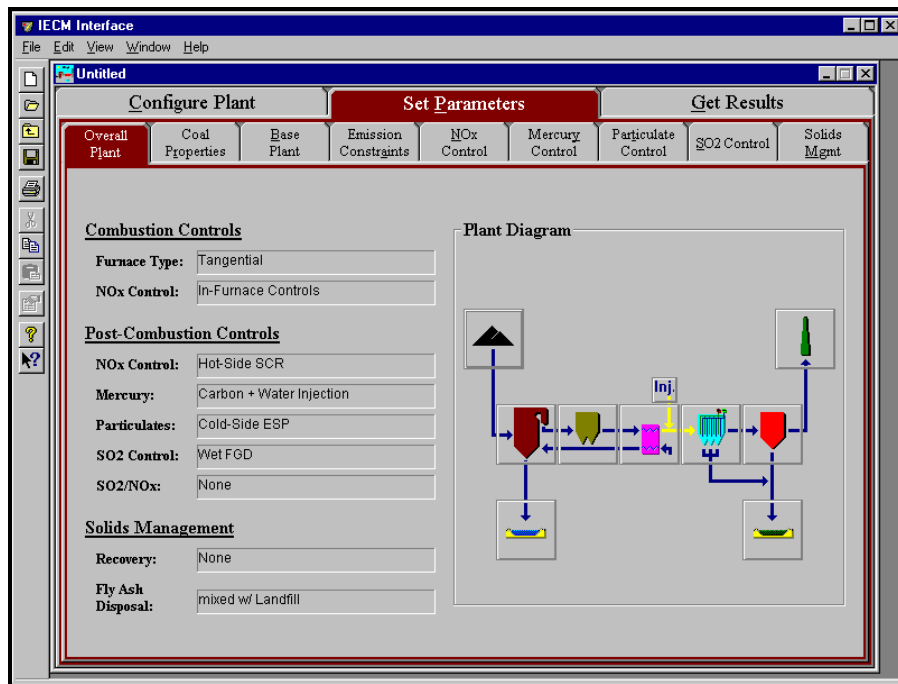 IECM Interface
File Edit View Window Help
Untitled
Configure Plant Set Parameters Get Results
Overall Plant Coal Properties Base Plant Emission Constraints NOx Control Mercury Control Particulate Control SO2 Control Solids Mgmt
Combustion Controls
Furnace Type: Tangential
NOx Control: In-Furnace Controls
Post-Combustion Controls
NOx Control: Hot-Side SCR
Mercury: Carbon + Water Injection
Particulates: Cold-Side ESP
SO2 Control: Wet FGD
SO2/NOx: None
Solids Management
Recovery: None
Fly Ash
Disposal: mixed w/ Landfill
Plant Diagram
Inj.